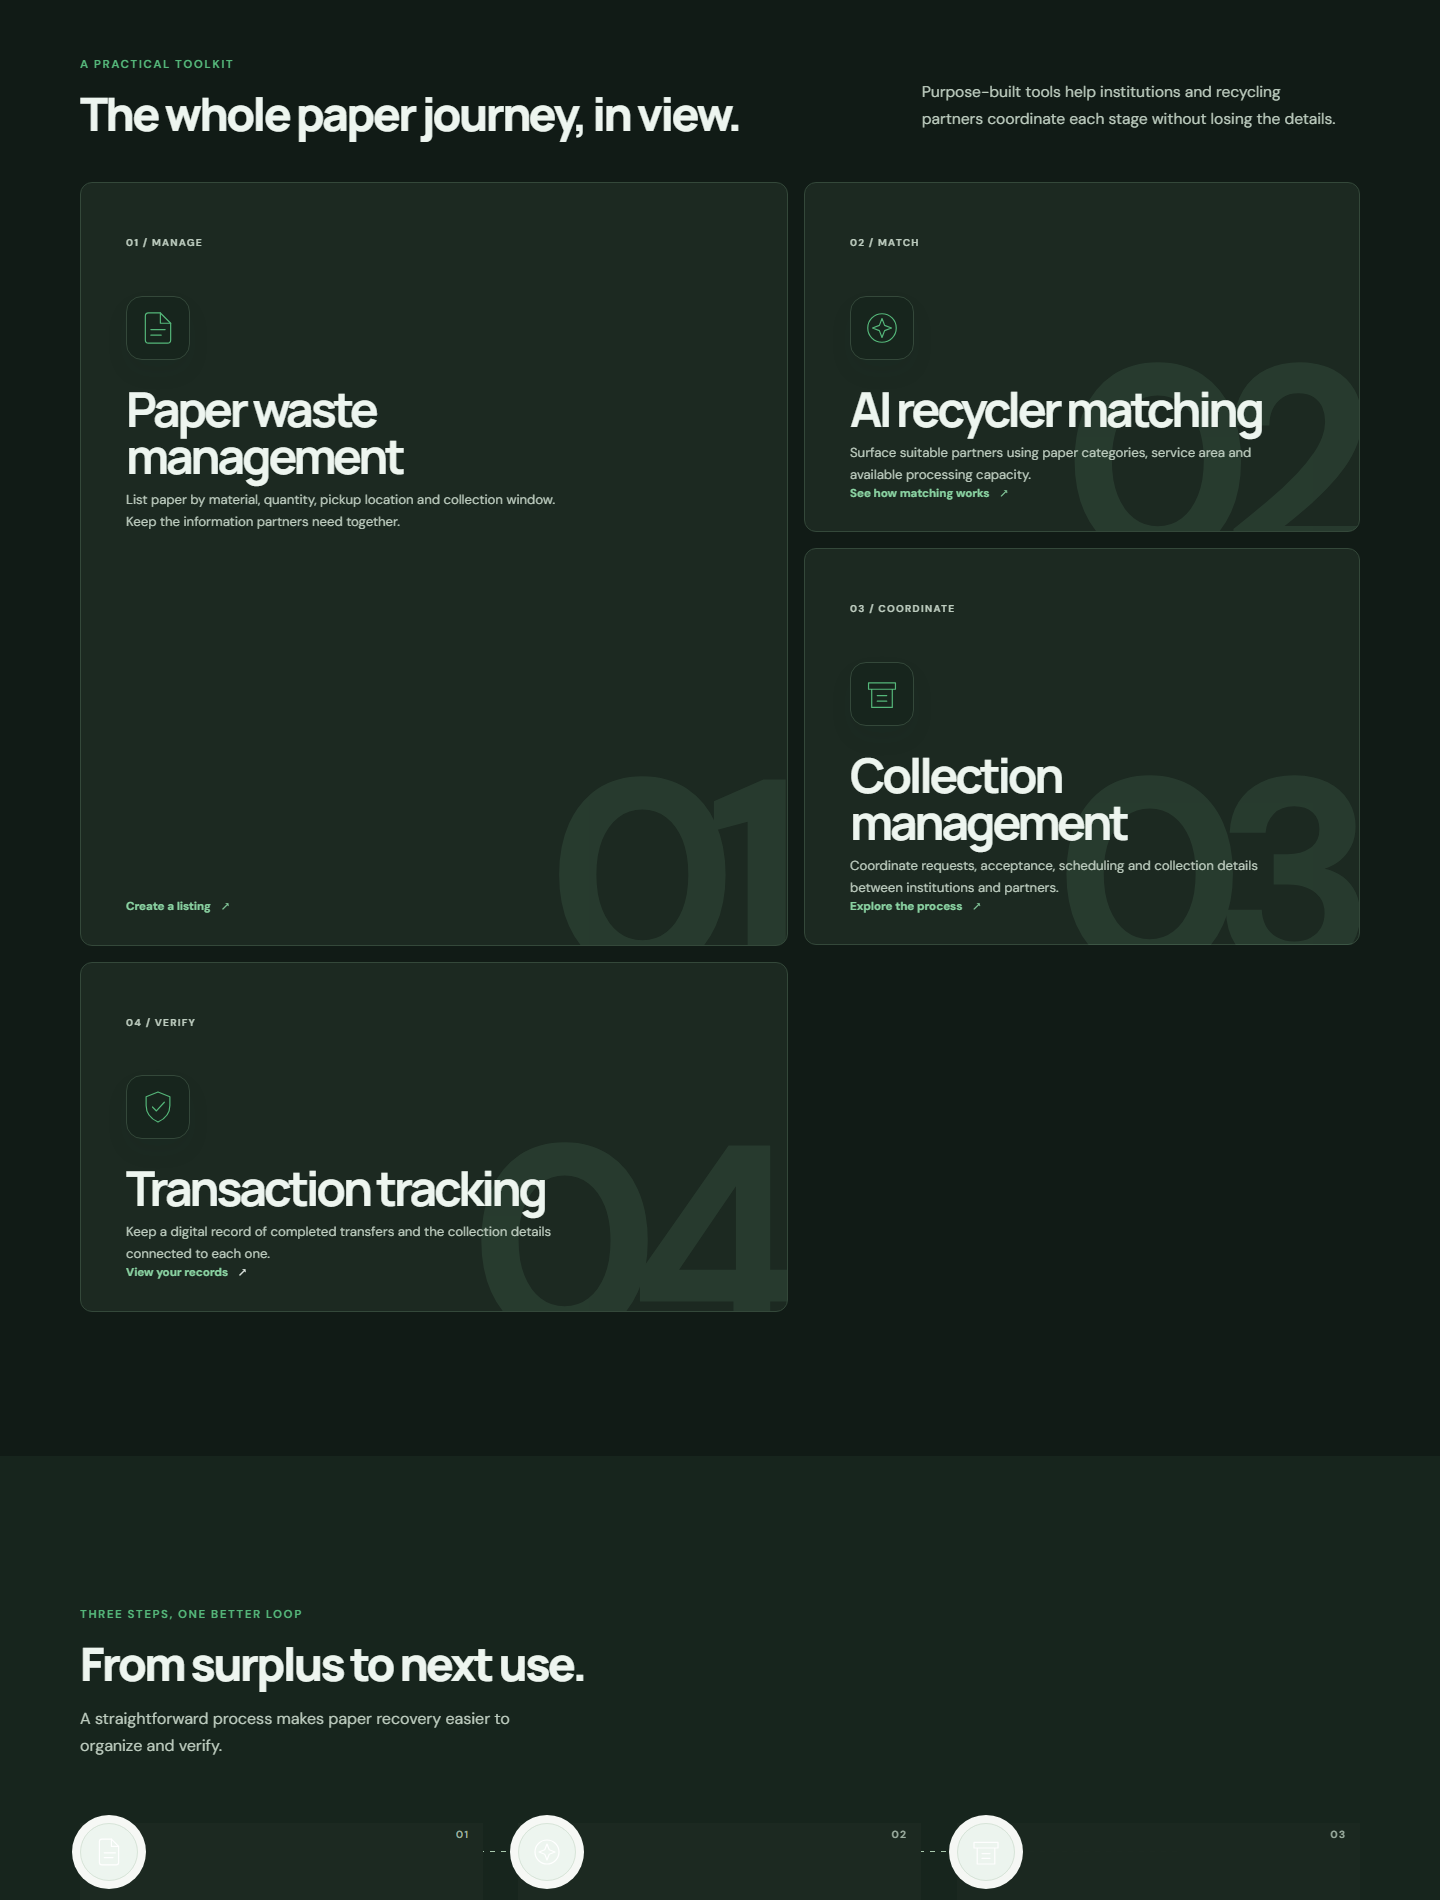 A PRACTICAL TOOLKIT
The whole paper journey, in view.
Purpose-built tools help institutions and recycling
partners coordinate each stage without losing the details.
01 / MANAGE
Paper waste
management
List paper by material, quantity, pickup location and collection window.
Keep the information partners need together.
Create a listing ↗
01
02 / MATCH
AI recycler matching
Surface suitable partners using paper categories, service area and
available processing capacity.
See how matching works ↗
02
03 / COORDINATE
Collection
management
Coordinate requests, acceptance, scheduling and collection details
between institutions and partners.
Explore the process ↗
03
04 / VERIFY
Transaction tracking
Keep a digital record of completed transfers and the collection details
connected to each one.
View your records ↗
04
THREE STEPS, ONE BETTER LOOP
From surplus to next use.
A straightforward process makes paper recovery easier to
organize and verify.
01
02
03